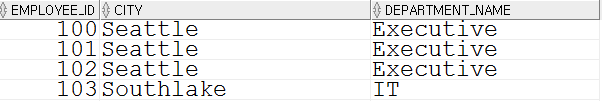 EMPLOYEE_ID CITY DEPARTMENT_NAME
100 Seattle Executive
101 Seattle Executive
102 Seattle Executive
103 Southlake IT